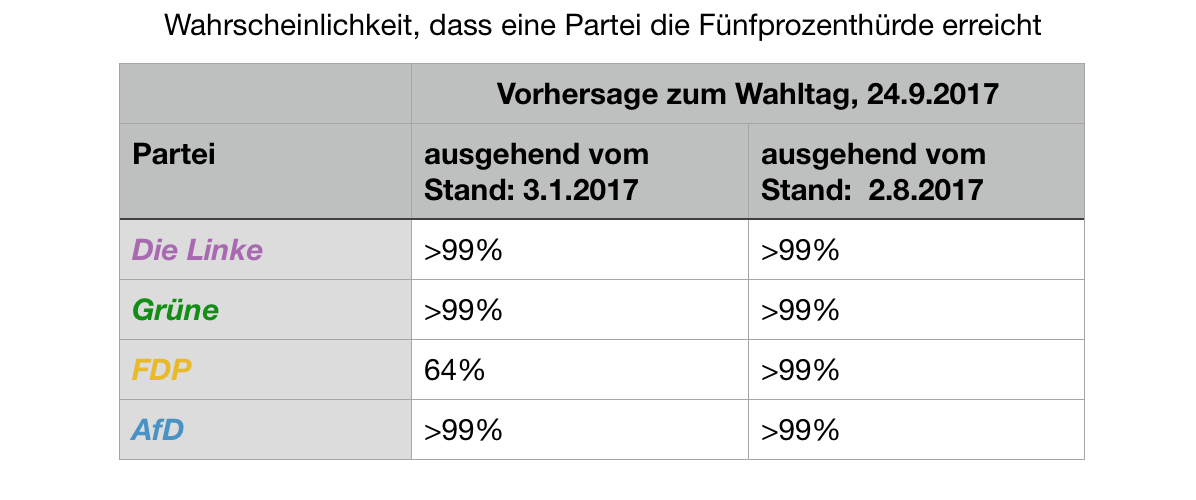 Wahrscheinlichkeit, dass eine Partei die Fünfprozenthürde erreicht
Vorhersage zum Wahltag, 24.9.2017
Partei
ausgehend vom
Stand: 3.1.2017
ausgehend vom
Stand:  2.8.2017
Die Linke
>99%
>99%
Grüne
>99%
>99%
FDP
64%
>99%
AfD
>99%
>99%